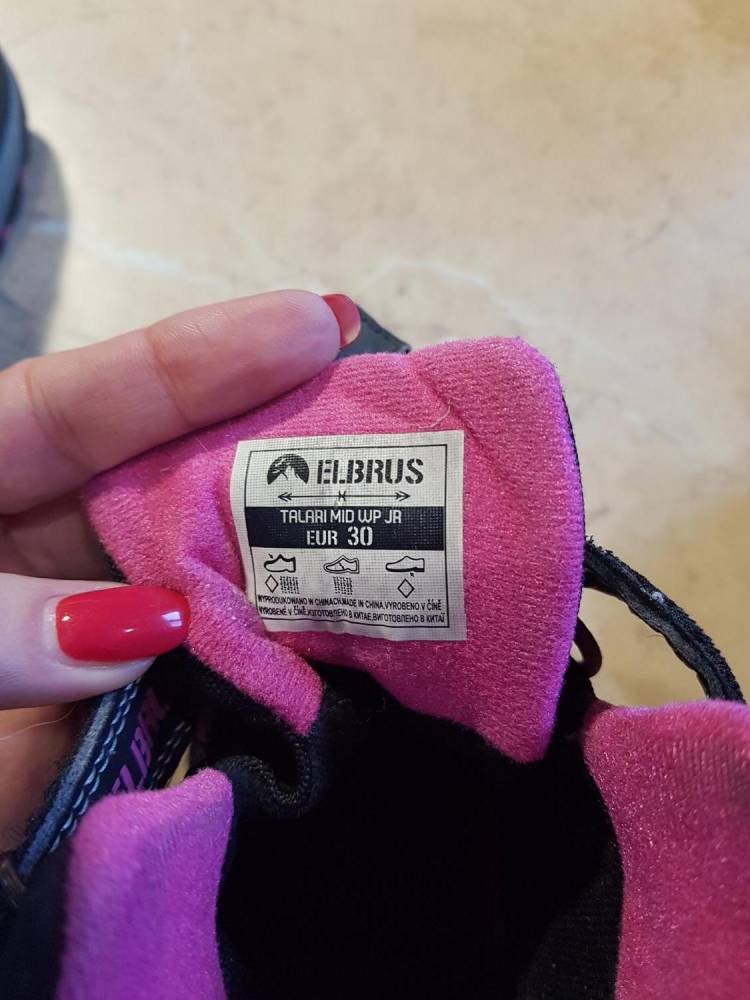 ELBRUS
TALARI MID WP JR
EUR 30
WYPRODUKOWANO W CHINACH,MADE IN CHINA,VYROBENO V ČÍNĚ
VYROBENÉ V ČÍNE,ИЗГОТОВЛЕНО В КИТАЕ,ВИГОТОВЛЕНО В КИТАЇ